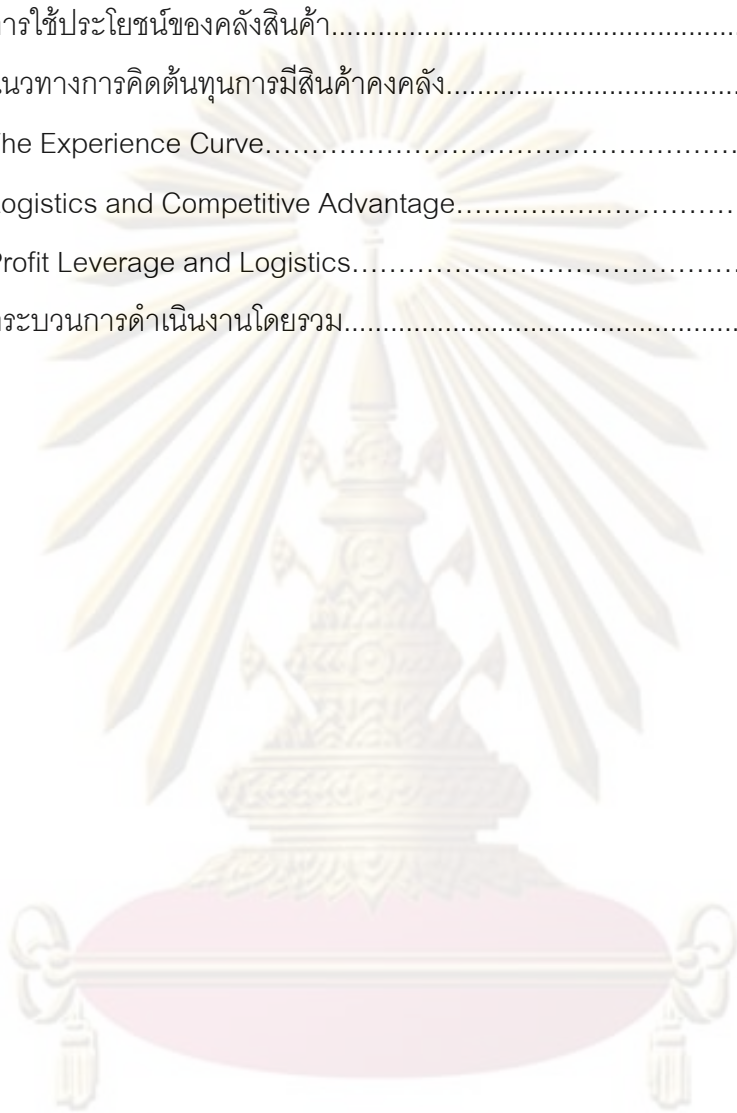 การใช้ประโยชน์ของคลังสินค้า................................................
แนวทางการคิดต้นทุนการมีสินค้าคงคลัง................................
he Experience Curve……………………………………………
ogistics and Competitive Advantage…………………………
Profit Leverage and Logistics……………………………………
กระบวนการดำเนินงานโดยรวม................................................